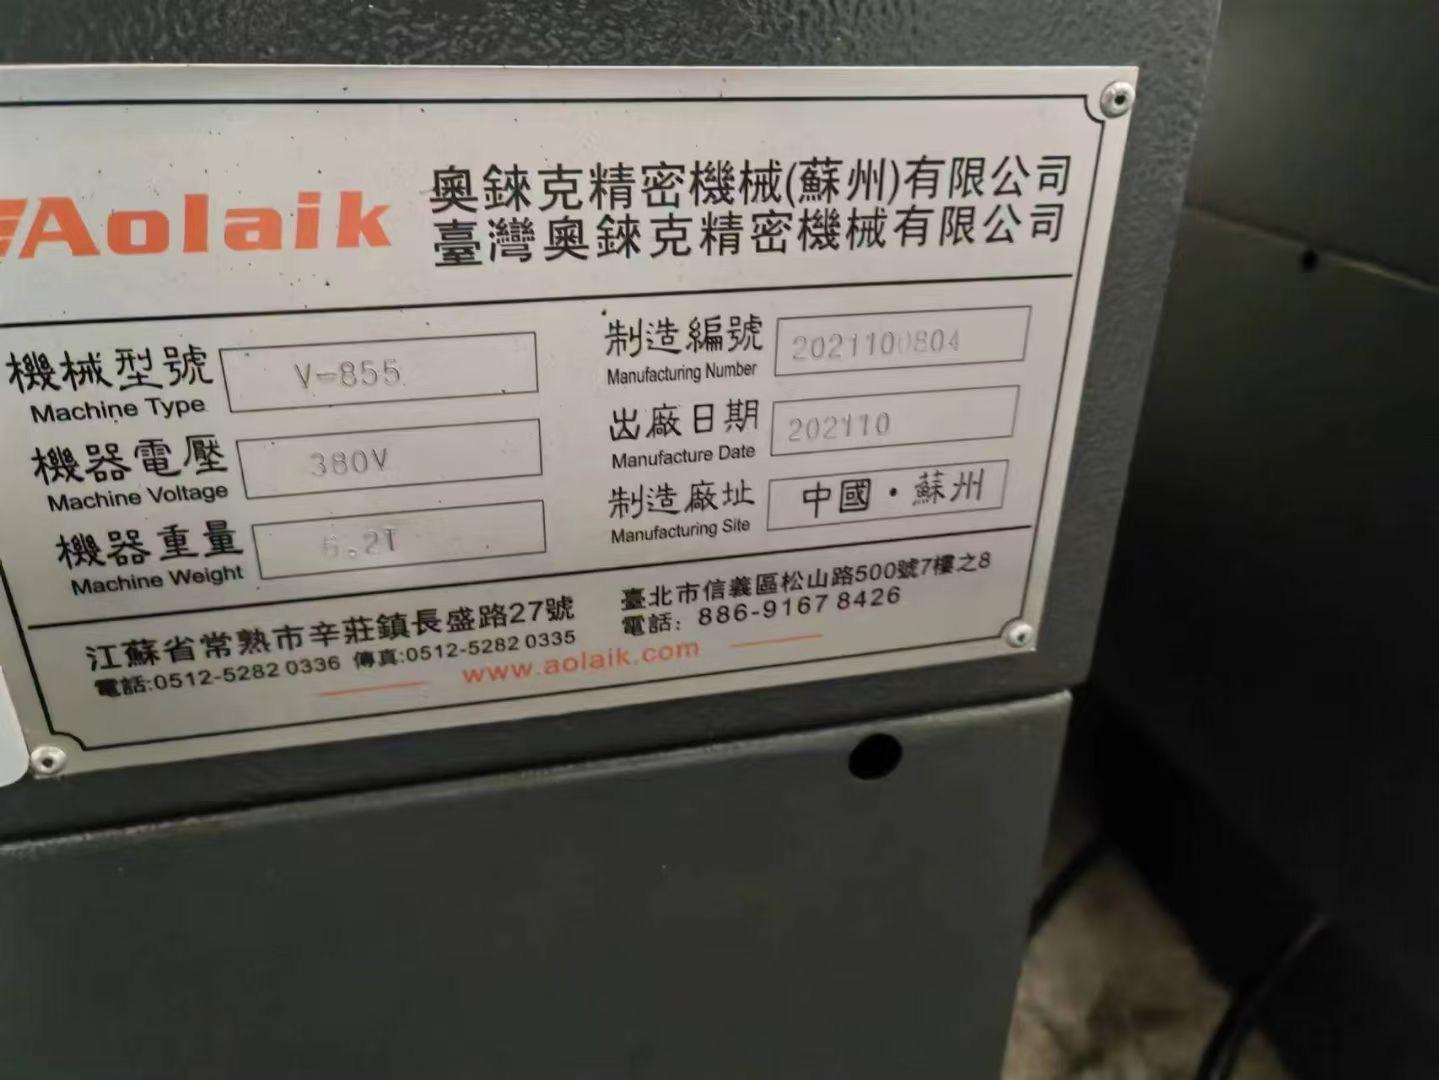 Aolaik
奧錸克精密機械(蘇州)有限公司
臺灣奧錸克精密機械有限公司
機械型號 V-855
Machine Type
機器電壓 380V
Machine Voltage
機器重量 6.2T
Machine Weight
制造編號 2021100804
Manufacturing Number
出廠日期 202110
Manufacture Date
制造廠址 中國·蘇州
Manufacturing Site
江蘇省常熟市辛莊鎮長盛路27號
電話:0512-5282 0336 傳真:0512-5282 0335
臺北市信義區松山路500號7樓之8
電話: 886-9167 8426
www.aolaik.com